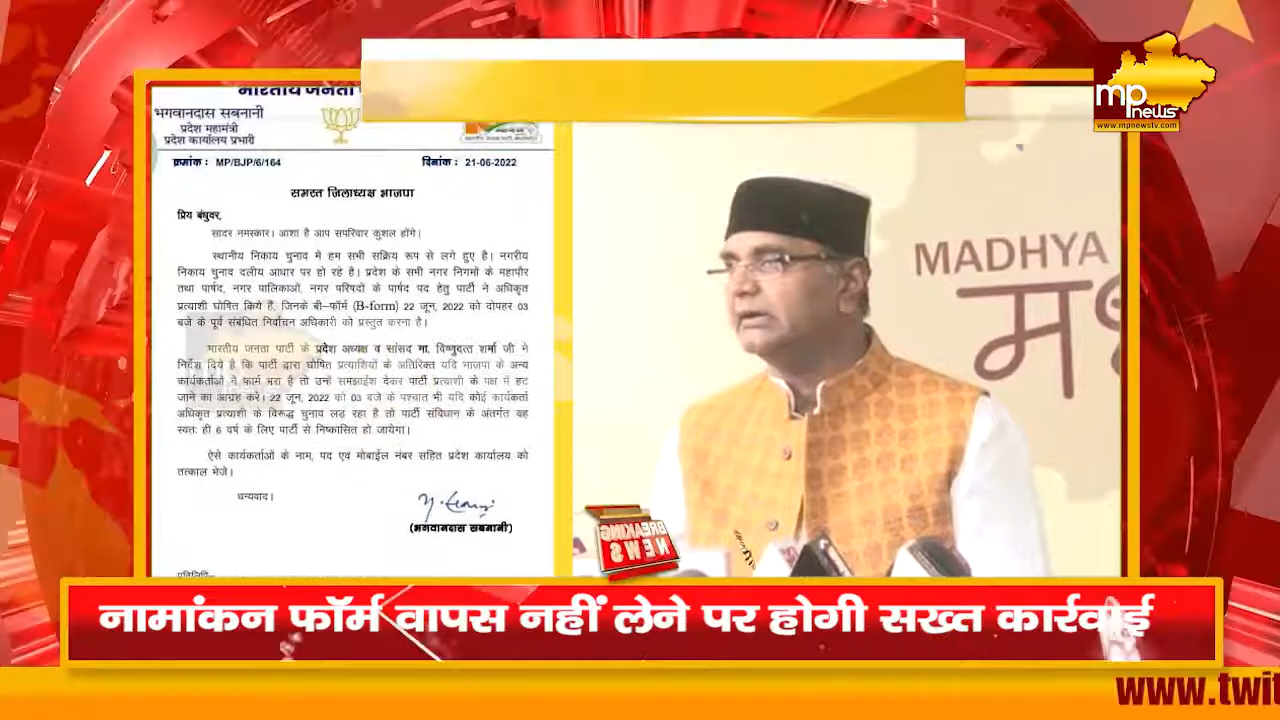 भारतीय जनता
भगवानदास सबनानी
प्रदेश महामंत्री
प्रदेश कार्यालय प्रभारी
क्रमांक : MP/BJP/6/164
दिनांक : 21-06-2022
समस्त जिलाध्यक्ष भाजपा
प्रिय बंधुवर,
सादर नमस्कार। आशा है आप सपरिवार कुशल होंगे।
स्थानीय निकाय चुनाव में हम सभी सक्रिय रूप से लगे हुए है। नगरीय
निकाय चुनाव दलीय आधार पर हो रहे है। प्रदेश के सभी नगर निगमों के महापौर
तथा पार्षद, नगर पालिकाओं, नगर परिषदों के पार्षद पद हेतु पार्टी ने अधिकृत
प्रत्याशी घोषित किये हैं, जिनके बी–फॉर्म (B-form) 22 जून, 2022 को दोपहर 03
बजे के पूर्व संबंधित निर्वाचन अधिकारी को प्रस्तुत करना है।
भारतीय जनता पार्टी के प्रदेश अध्यक्ष व सांसद मा. विष्णुदत्त शर्मा जी ने
निर्देश दिये है कि पार्टी द्वारा घोषित प्रत्याशियों के अतिरिक्त यदि भाजपा के अन्य
कार्यकर्ताओं ने फार्म भरा है तो उन्हें समझाईश देकर पार्टी प्रत्याशी के पक्ष में हट
जाने का आग्रह करें। 22 जून, 2022 को 03 बजे के पश्चात भी यदि कोई कार्यकर्ता
अधिकृत प्रत्याशी के विरुद्ध चुनाव लड़ रहा है तो पार्टी संविधान के अंतर्गत वह
स्वतः ही 6 वर्ष के लिए पार्टी से निष्कासित हो जायेगा।
ऐसे कार्यकर्ताओं के नाम, पद एवं मोबाईल नंबर सहित प्रदेश कार्यालय को
तत्काल भेजे।
धन्यवाद।
(भगवानदास सबनानी)
MADHYA
मध
mp news
www.mpnewstv.com
BREAKING
NEWS
नामांकन फॉर्म वापस नहीं लेने पर होगी सख्त कार्रवाई
www.twit